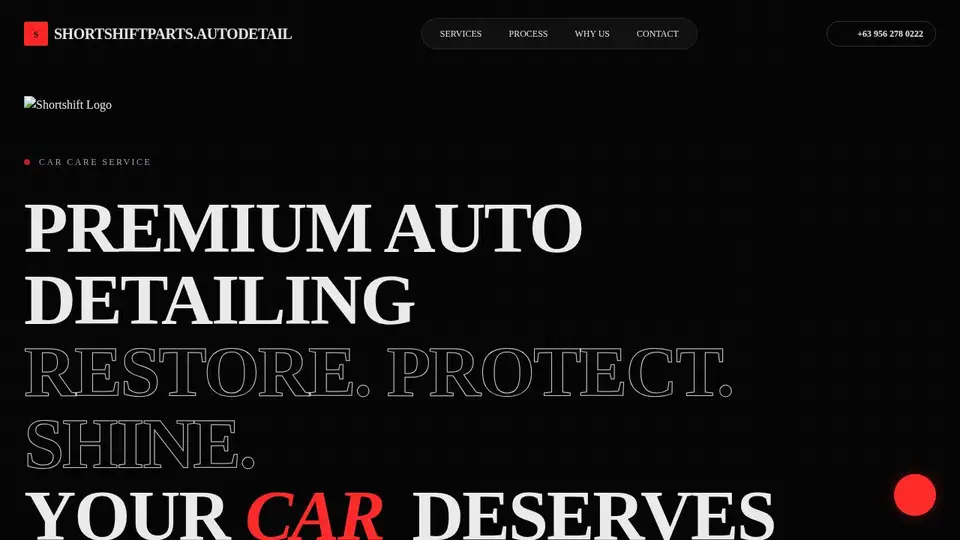 S SHORTSHIFTPARTS.AUTODETAIL
SERVICES PROCESS WHY US CONTACT
+63 956 278 0222
Shortshift Logo
CAR CARE SERVICE
PREMIUM AUTO
DETAILING
RESTORE. PROTECT.
SHINE.
YOUR CAR DESERVES